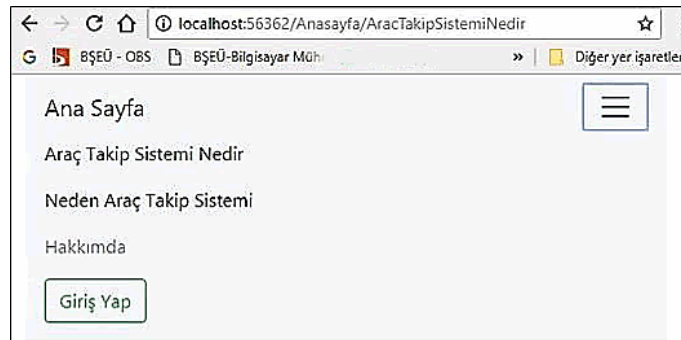 localhost:56362/Anasayfa/AracTakipSistemiNedir
BŞEÜ - OBS BŞEÜ-Bilgisayar Müh » Diğer yer işaretler
Ana Sayfa
Araç Takip Sistemi Nedir
Neden Araç Takip Sistemi
Hakkımda
Giriş Yap